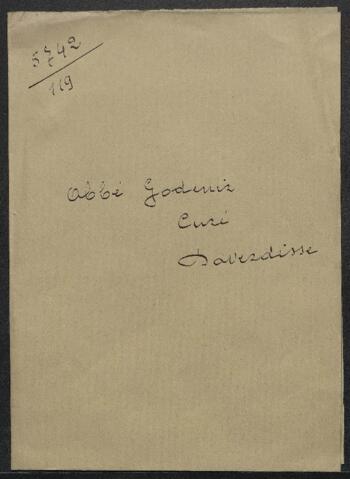 5742
119
Abbé Godenir
Curé
Daverdisse